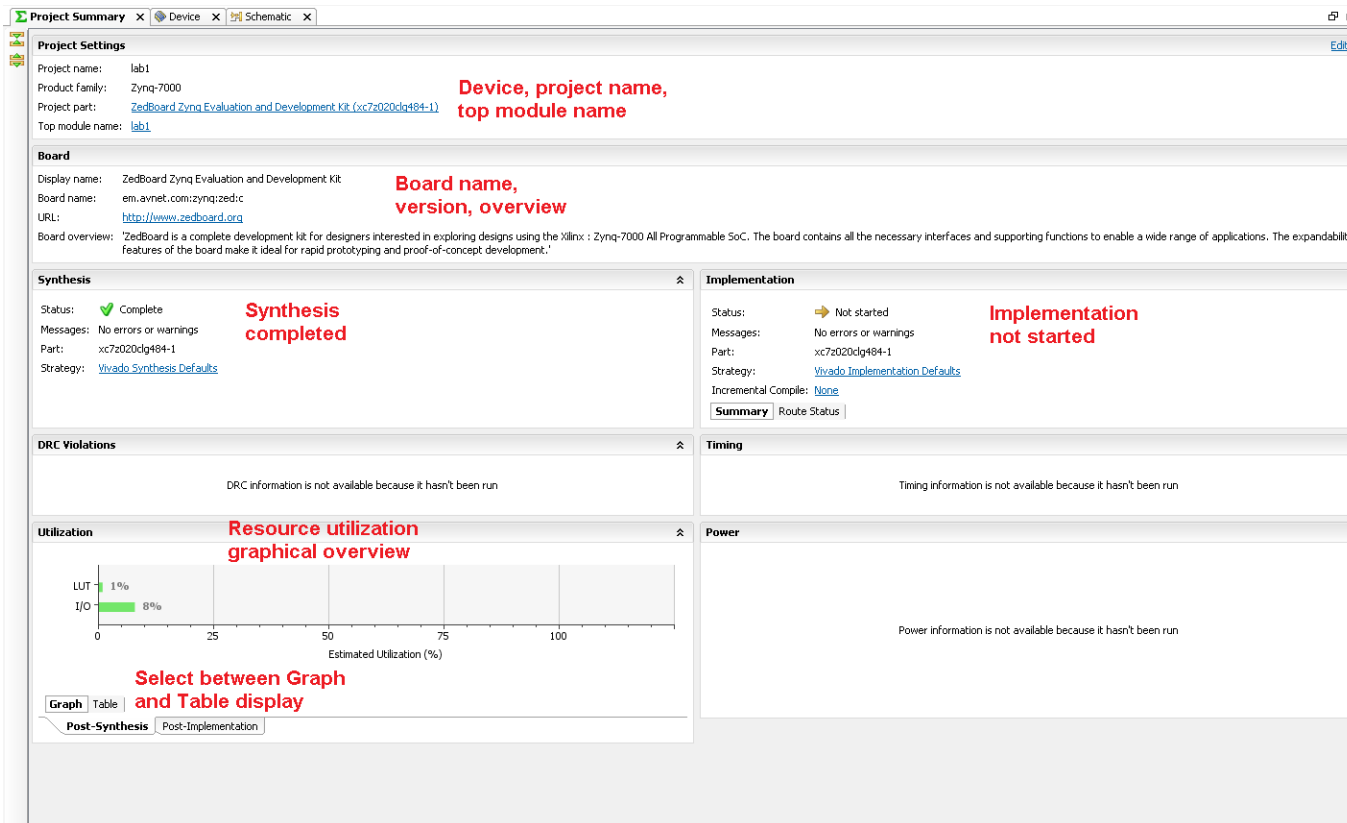 Project Summary
Device
Schematic
Project Settings
Edit
Project name: lab1
Product family: Zynq-7000
Project part: ZedBoard Zynq Evaluation and Development Kit (xc7z020clg484-1)
Top module name: lab1
Device, project name,
top module name
Board
Display name: ZedBoard Zynq Evaluation and Development Kit
Board name: em.avnet.com:zynq:zed:c
URL: http://www.zedboard.org
Board overview: 'ZedBoard is a complete development kit for designers interested in exploring designs using the Xilinx : Zynq-7000 All Programmable SoC. The board contains all the necessary interfaces and supporting functions to enable a wide range of applications. The expandabilit
features of the board make it ideal for rapid prototyping and proof-of-concept development.'
Board name,
version, overview
Synthesis
Status: Complete
Messages: No errors or warnings
Part: xc7z020clg484-1
Strategy: Vivado Synthesis Defaults
Synthesis
completed
Implementation
Status: Not started
Messages: No errors or warnings
Part: xc7z020clg484-1
Strategy: Vivado Implementation Defaults
Incremental Compile: None
Summary Route Status
Implementation
not started
DRC Violations
DRC information is not available because it hasn't been run
Timing
Timing information is not available because it hasn't been run
Utilization
Resource utilization
graphical overview
LUT 1%
I/O 8%
0 25 50 75 100
Estimated Utilization (%)
Select between Graph
and Table display
Graph Table
Post-Synthesis Post-Implementation
Power
Power information is not available because it hasn't been run